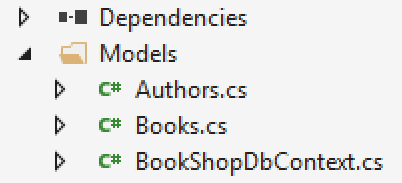 Dependencies
Models
C# Authors.cs
C# Books.cs
C# BookShopDbContext.cs